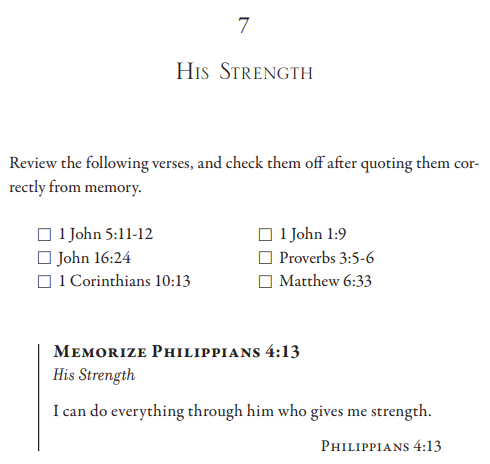 7
His Strength
Review the following verses, and check them off after quoting them cor-
rectly from memory.
1 John 5:11-12
John 16:24
1 Corinthians 10:13
1 John 1:9
Proverbs 3:5-6
Matthew 6:33
Memorize Philippians 4:13
His Strength
I can do everything through him who gives me strength.
Philippians 4:13